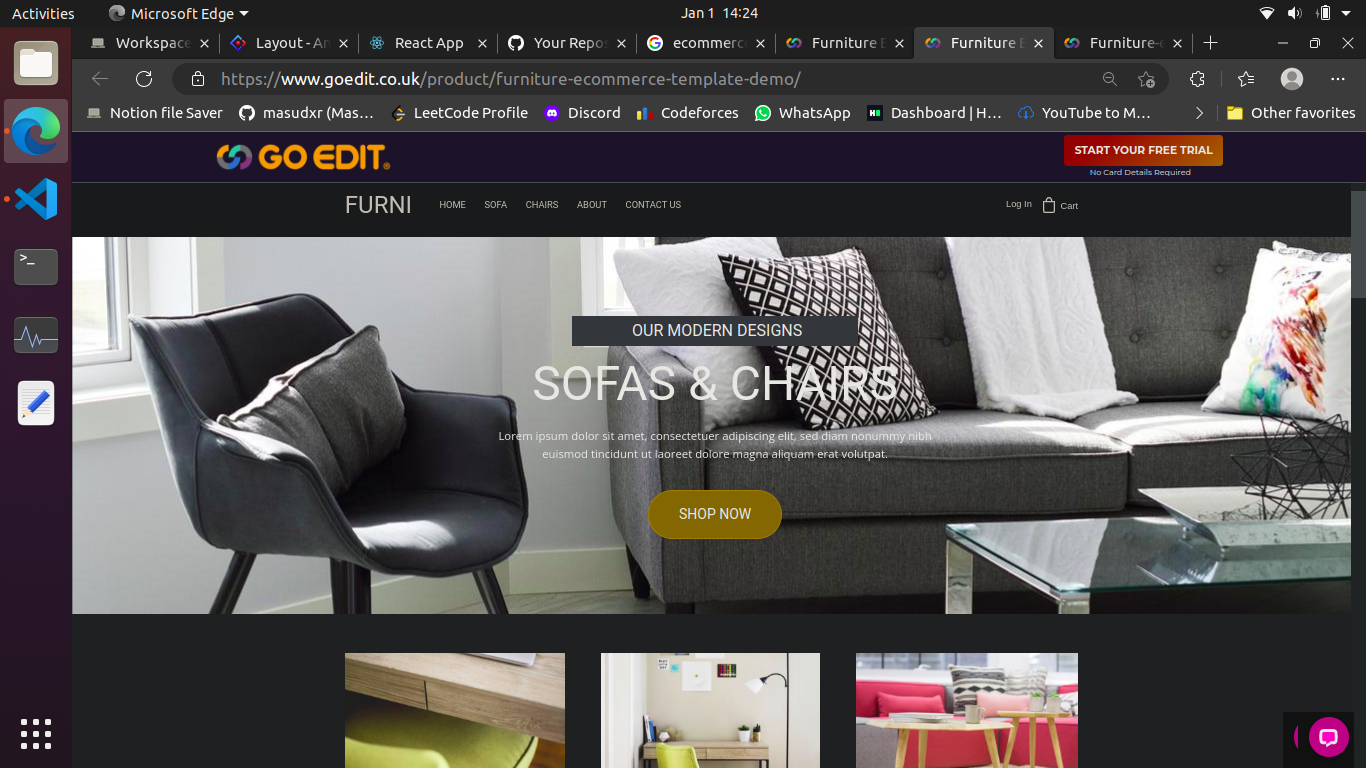 Activities
Microsoft Edge
Jan 1 14:24
Workspace
Layout - An
React App
Your Repos
ecommerc
Furniture E
Furniture E
Furniture-e
https://www.goedit.co.uk/product/furniture-ecommerce-template-demo/
Notion file Saver
masudxr (Mas...
LeetCode Profile
Discord
Codeforces
WhatsApp
Dashboard | H...
YouTube to M...
Other favorites
GO EDIT®
START YOUR FREE TRIAL
No Card Details Required
FURNI
HOME
SOFA
CHAIRS
ABOUT
CONTACT US
Log In
Cart
OUR MODERN DESIGNS
SOFAS & CHAIRS
Lorem ipsum dolor sit amet, consectetuer adipiscing elit, sed diam nonummy nibh
euismod tincidunt ut laoreet dolore magna aliquam erat volutpat.
SHOP NOW